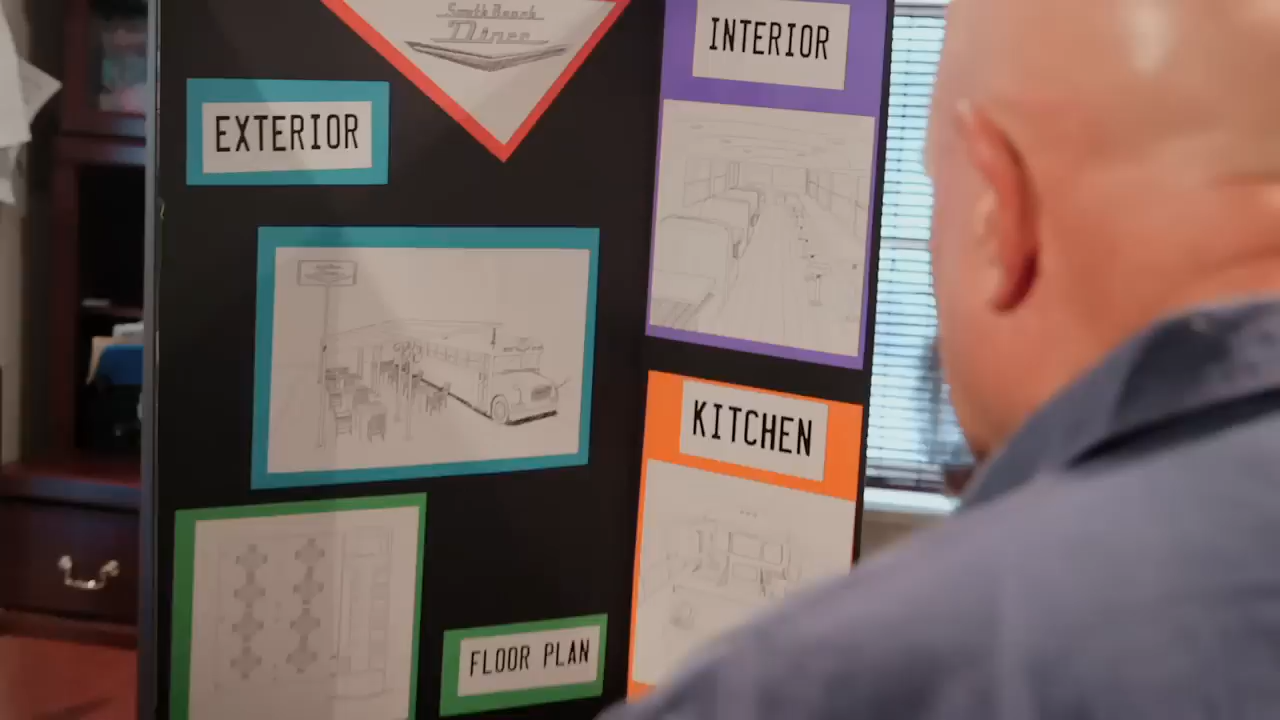 South Beach
Diner
INTERIOR
EXTERIOR
KITCHEN
FLOOR PLAN